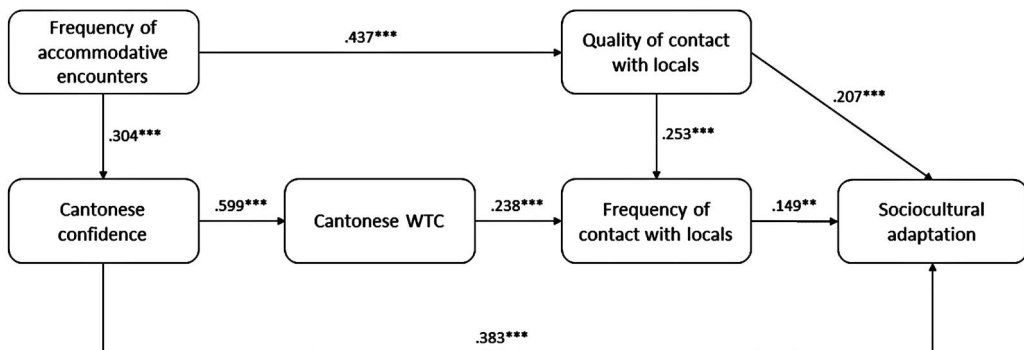 Frequency of
accommodative
encounters
.437***
Quality of contact
with locals
.207***
.304***
.253***
Cantonese
confidence
.599***
Cantonese WTC
.238***
Frequency of
contact with locals
.149**
Sociocultural
adaptation
.383***